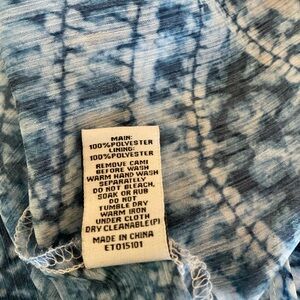 MAIN:
100%POLYESTER
LINING:
100%POLYESTER
REMOVE CAMI
BEFORE WASH
WARM HAND WASH
SEPARATELY
DO NOT BLEACH,
SOAK OR RUB
DO NOT
TUMBLE DRY
WARM IRON
UNDER CLOTH
DRY CLEANABLE(P)
MADE IN CHINA
ET015101